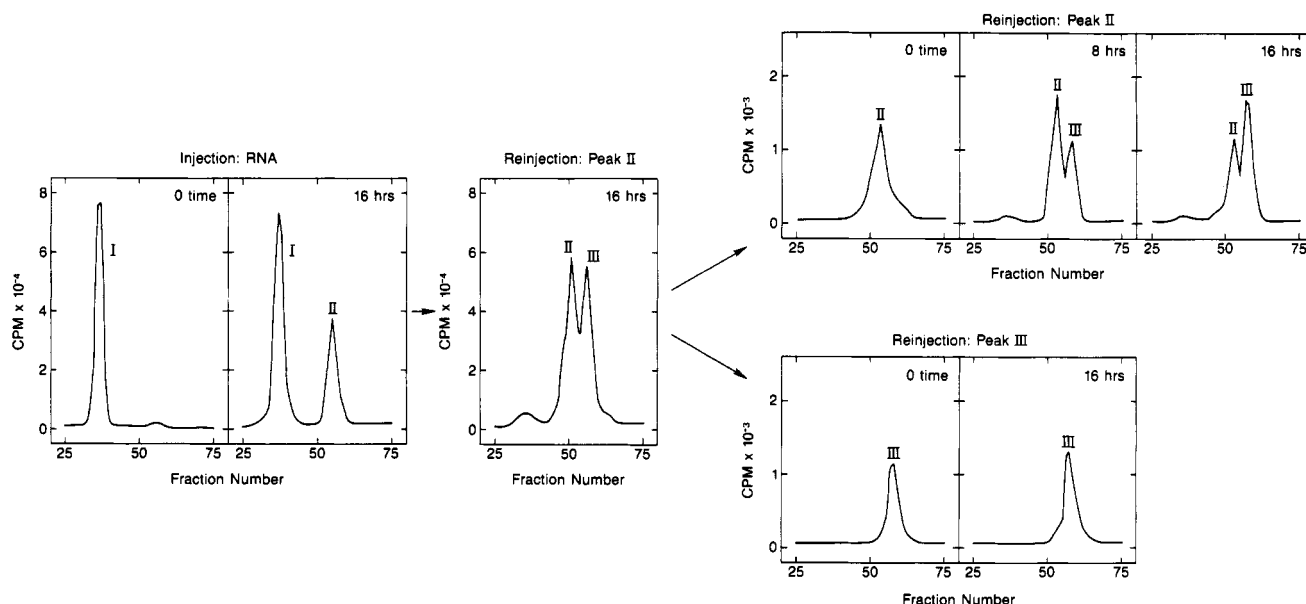 Injection: RNA
0 time
16 hrs
I
I
II
CPM x 10⁻⁴
8
6
4
2
0
25 50 75
25 50 75
Fraction Number
Reinjection: Peak II
16 hrs
II III
CPM x 10⁻⁴
8
6
4
2
0
25 50 75
Fraction Number
Reinjection: Peak II
0 time
8 hrs
16 hrs
II
II
III
II
III
CPM x 10⁻³
2
1
0
25 50 75
25 50 75
25 50 75
Fraction Number
Reinjection: Peak III
0 time
16 hrs
III
III
CPM x 10⁻³
2
1
0
25 50 75
25 50 75
Fraction Number